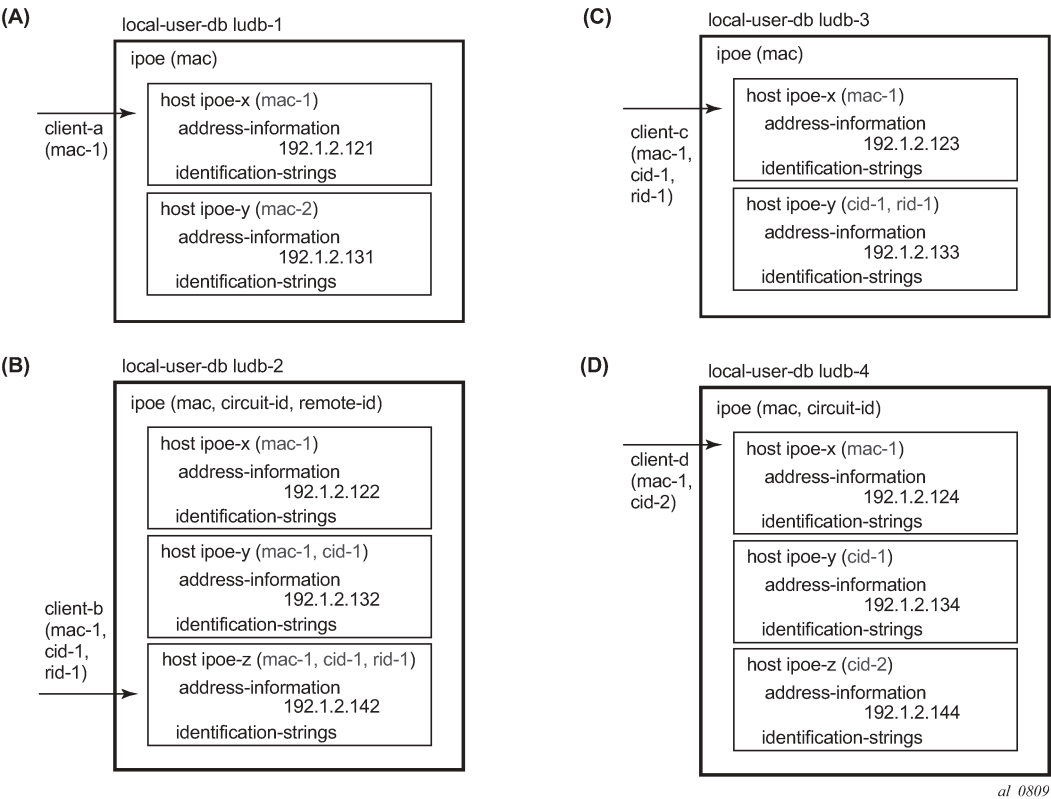 (A)
local-user-db ludb-1
ipoe (mac)
host ipoe-x (mac-1)
address-information
192.1.2.121
identification-strings
host ipoe-y (mac-2)
address-information
192.1.2.131
identification-strings
client-a
(mac-1)
(B)
local-user-db ludb-2
ipoe (mac, circuit-id, remote-id)
host ipoe-x (mac-1)
address-information
192.1.2.122
identification-strings
host ipoe-y (mac-1, cid-1)
address-information
192.1.2.132
identification-strings
host ipoe-z (mac-1, cid-1, rid-1)
address-information
192.1.2.142
identification-strings
client-b
(mac-1,
cid-1,
rid-1)
(C)
local-user-db ludb-3
ipoe (mac)
host ipoe-x (mac-1)
address-information
192.1.2.123
identification-strings
host ipoe-y (cid-1, rid-1)
address-information
192.1.2.133
identification-strings
client-c
(mac-1,
cid-1,
rid-1)
(D)
local-user-db ludb-4
ipoe (mac, circuit-id)
host ipoe-x (mac-1)
address-information
192.1.2.124
identification-strings
host ipoe-y (cid-1)
address-information
192.1.2.134
identification-strings
host ipoe-z (cid-2)
address-information
192.1.2.144
identification-strings
client-d
(mac-1,
cid-2)
al_0809